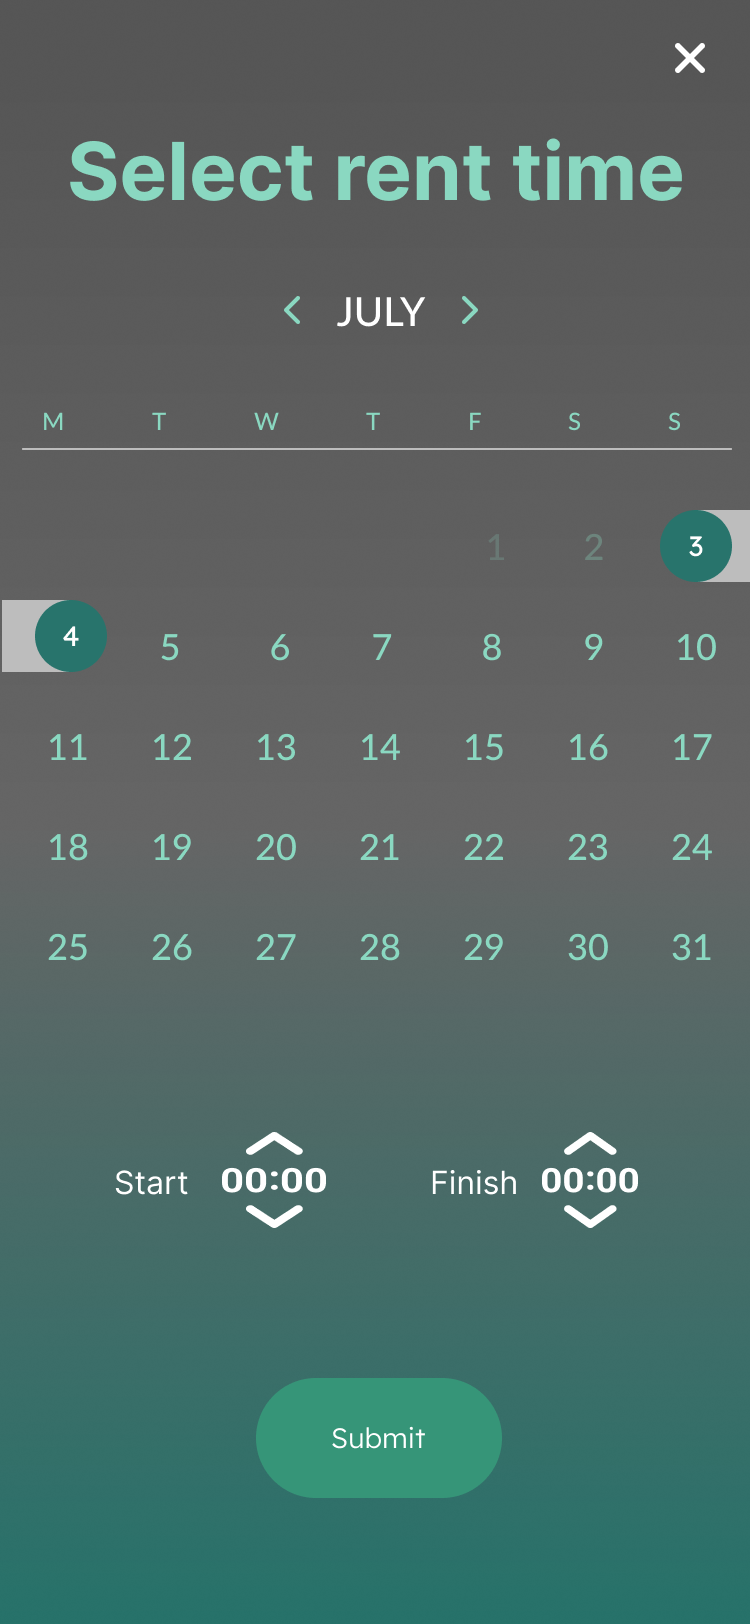 Select rent time
JULY
M T W T F S S
1 2 3
4 5 6 7 8 9 10
11 12 13 14 15 16 17
18 19 20 21 22 23 24
25 26 27 28 29 30 31
Start 00:00 Finish 00:00
Submit